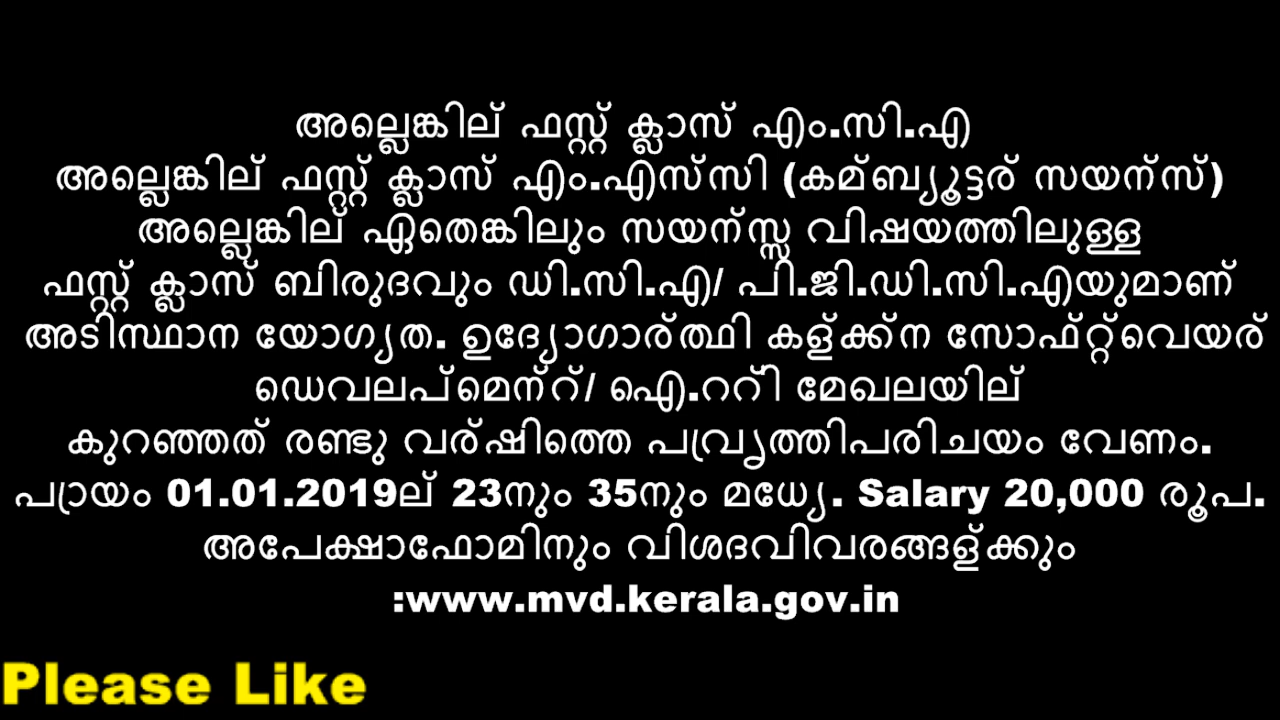 അല്ലെങ്കില് ഫസ്റ്റ് ക്ലാസ് എം.സി.എ
അല്ലെങ്കില് ഫസ്റ്റ് ക്ലാസ് എം.എസ്‌സി (കമ്ബ്യൂട്ടര് സയന്സ്)
അല്ലെങ്കില് ഏതെങ്കിലും സയന്സ്സ വിഷയത്തിലുള്ള
ഫസ്റ്റ് ക്ലാസ് ബിരുദവും ഡി.സി.എ/ പി.ജി.ഡി.സി.എയുമാണ്
അടിസ്ഥാന യോഗ്യത. ഉദ്യോഗാര്ത്ഥി കള്ക്ക്ന സോഫ്റ്റ്‌വെയര്
ഡെവലപ്‌മെന്റ്/ ഐ.ററ്ി മേഖലയില്
കുറഞ്ഞത് രണ്ടു വര്ഷിത്തെ പവ്രൃത്തിപരിചയം വേണം.
പ്രായം 01.01.2019ല് 23നും 35നും മധ്യേ. Salary 20,000 രൂപ.
അപേക്ഷാഫോമിനും വിശദവിവരങ്ങള്ക്കും
:www.mvd.kerala.gov.in
Please Like